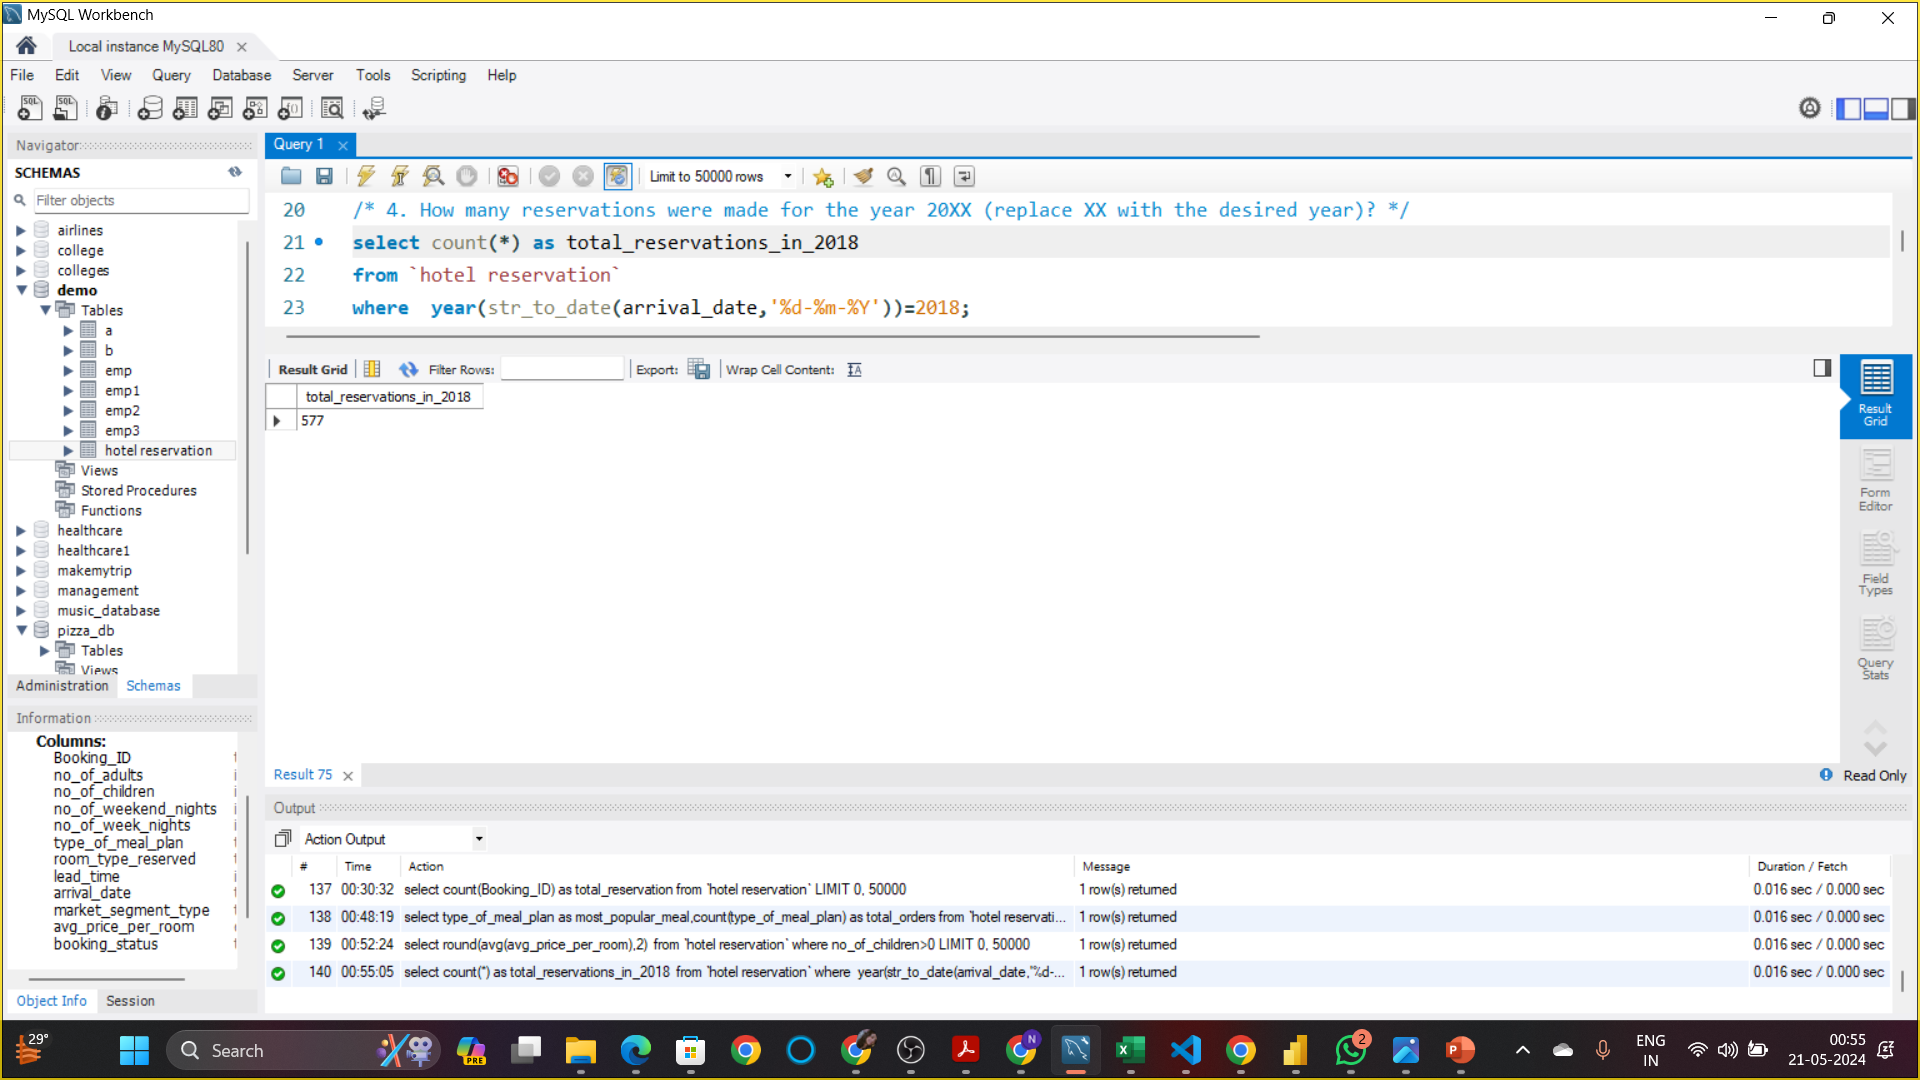 MySQL Workbench
Local instance MySQL80
File Edit View Query Database Server Tools Scripting Help
Navigator
SCHEMAS
Filter objects
airlines
college
colleges
demo
Tables
a
b
emp
emp1
emp2
emp3
hotel reservation
Views
Stored Procedures
Functions
healthcare
healthcare1
makemytrip
management
music_database
pizza_db
Tables
Views
Administration Schemas
Information
Columns:
Booking_ID
no_of_adults
no_of_children
no_of_weekend_nights
no_of_week_nights
type_of_meal_plan
room_type_reserved
lead_time
arrival_date
market_segment_type
avg_price_per_room
booking_status
Object Info Session
Query 1
Limit to 50000 rows
20 /* 4. How many reservations were made for the year 20XX (replace XX with the desired year)? */
21 select count(*) as total_reservations_in_2018
22 from `hotel reservation`
23 where  year(str_to_date(arrival_date,'%d-%m-%Y'))=2018;
Result Grid Filter Rows: Export: Wrap Cell Content:
total_reservations_in_2018
577
Result Grid
Form Editor
Field Types
Query Stats
Result 75
Read Only
Output
Action Output
# Time Action Message Duration / Fetch
137 00:30:32 select count(Booking_ID) as total_reservation from `hotel reservation` LIMIT 0, 50000 1 row(s) returned 0.016 sec / 0.000 sec
138 00:48:19 select type_of_meal_plan as most_popular_meal,count(type_of_meal_plan) as total_orders from `hotel reservati... 1 row(s) returned 0.016 sec / 0.000 sec
139 00:52:24 select round(avg(avg_price_per_room),2)  from `hotel reservation` where no_of_children>0 LIMIT 0, 50000 1 row(s) returned 0.016 sec / 0.000 sec
140 00:55:05 select count(*) as total_reservations_in_2018  from `hotel reservation` where  year(str_to_date(arrival_date,'%d-... 1 row(s) returned 0.016 sec / 0.000 sec
29°
Search
PRE
N
2
ENG
IN
00:55
21-05-2024